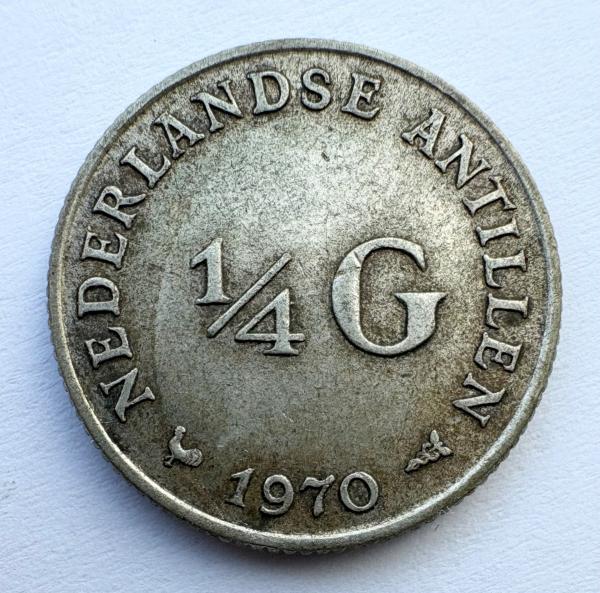 NEDERLANDSE ANTILLEN
1/4 G
1970